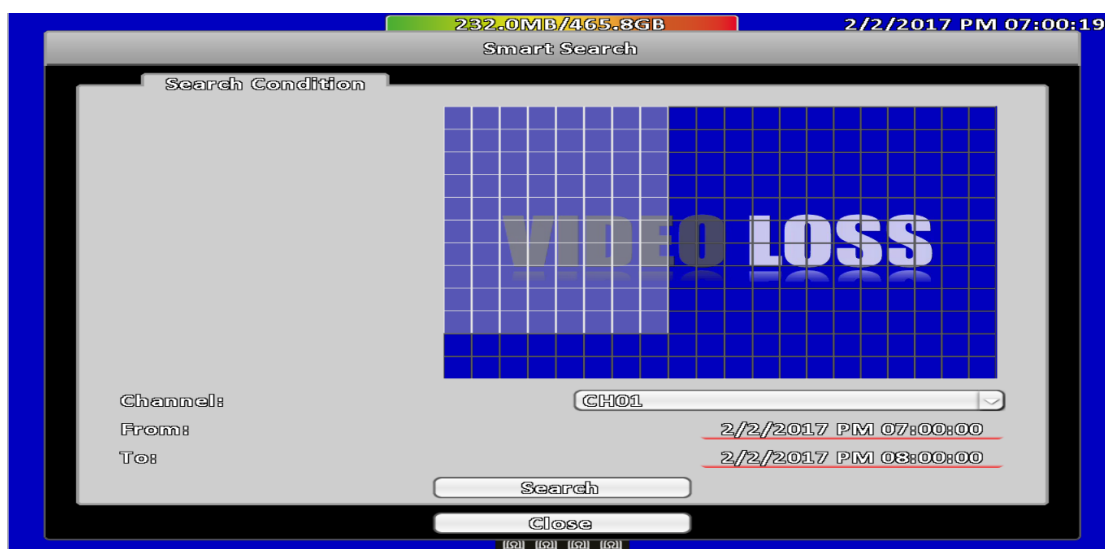 232.0MB/465.8GB 2/2/2017 PM 07:00:19
Smart Search
Search Condition
VIDEO LOSS
Channel: CH01
From: 2/2/2017 PM 07:00:00
To: 2/2/2017 PM 08:00:00
Search
Close